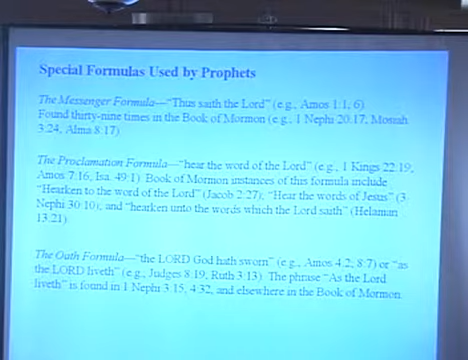 Special Formulas Used by Prophets
The Messenger Formula—"Thus saith the Lord" (e.g., Amos 1:1; 6)
Found thirty-nine times in the Book of Mormon (e.g., 1 Nephi 20:17; Mosiah
3:24; Alma 8:17)
The Proclamation Formula—"hear the word of the Lord" (e.g., 1 Kings 22:19;
Amos 7:16; Isa. 49:1) Book of Mormon instances of this formula include
"Hearken to the word of the Lord" (Jacob 2:27), "Hear the words of Jesus" (3
Nephi 30:10); and "hearken unto the words which the Lord saith" (Helaman
13:21)
The Oath Formula—"the LORD God hath sworn" (e.g., Amos 4:2; 8:7) or "as
the LORD liveth" (e.g., Judges 8:19; Ruth 3:13) The phrase "As the Lord
liveth" is found in 1 Nephi 3:15, 4:32, and elsewhere in the Book of Mormon.